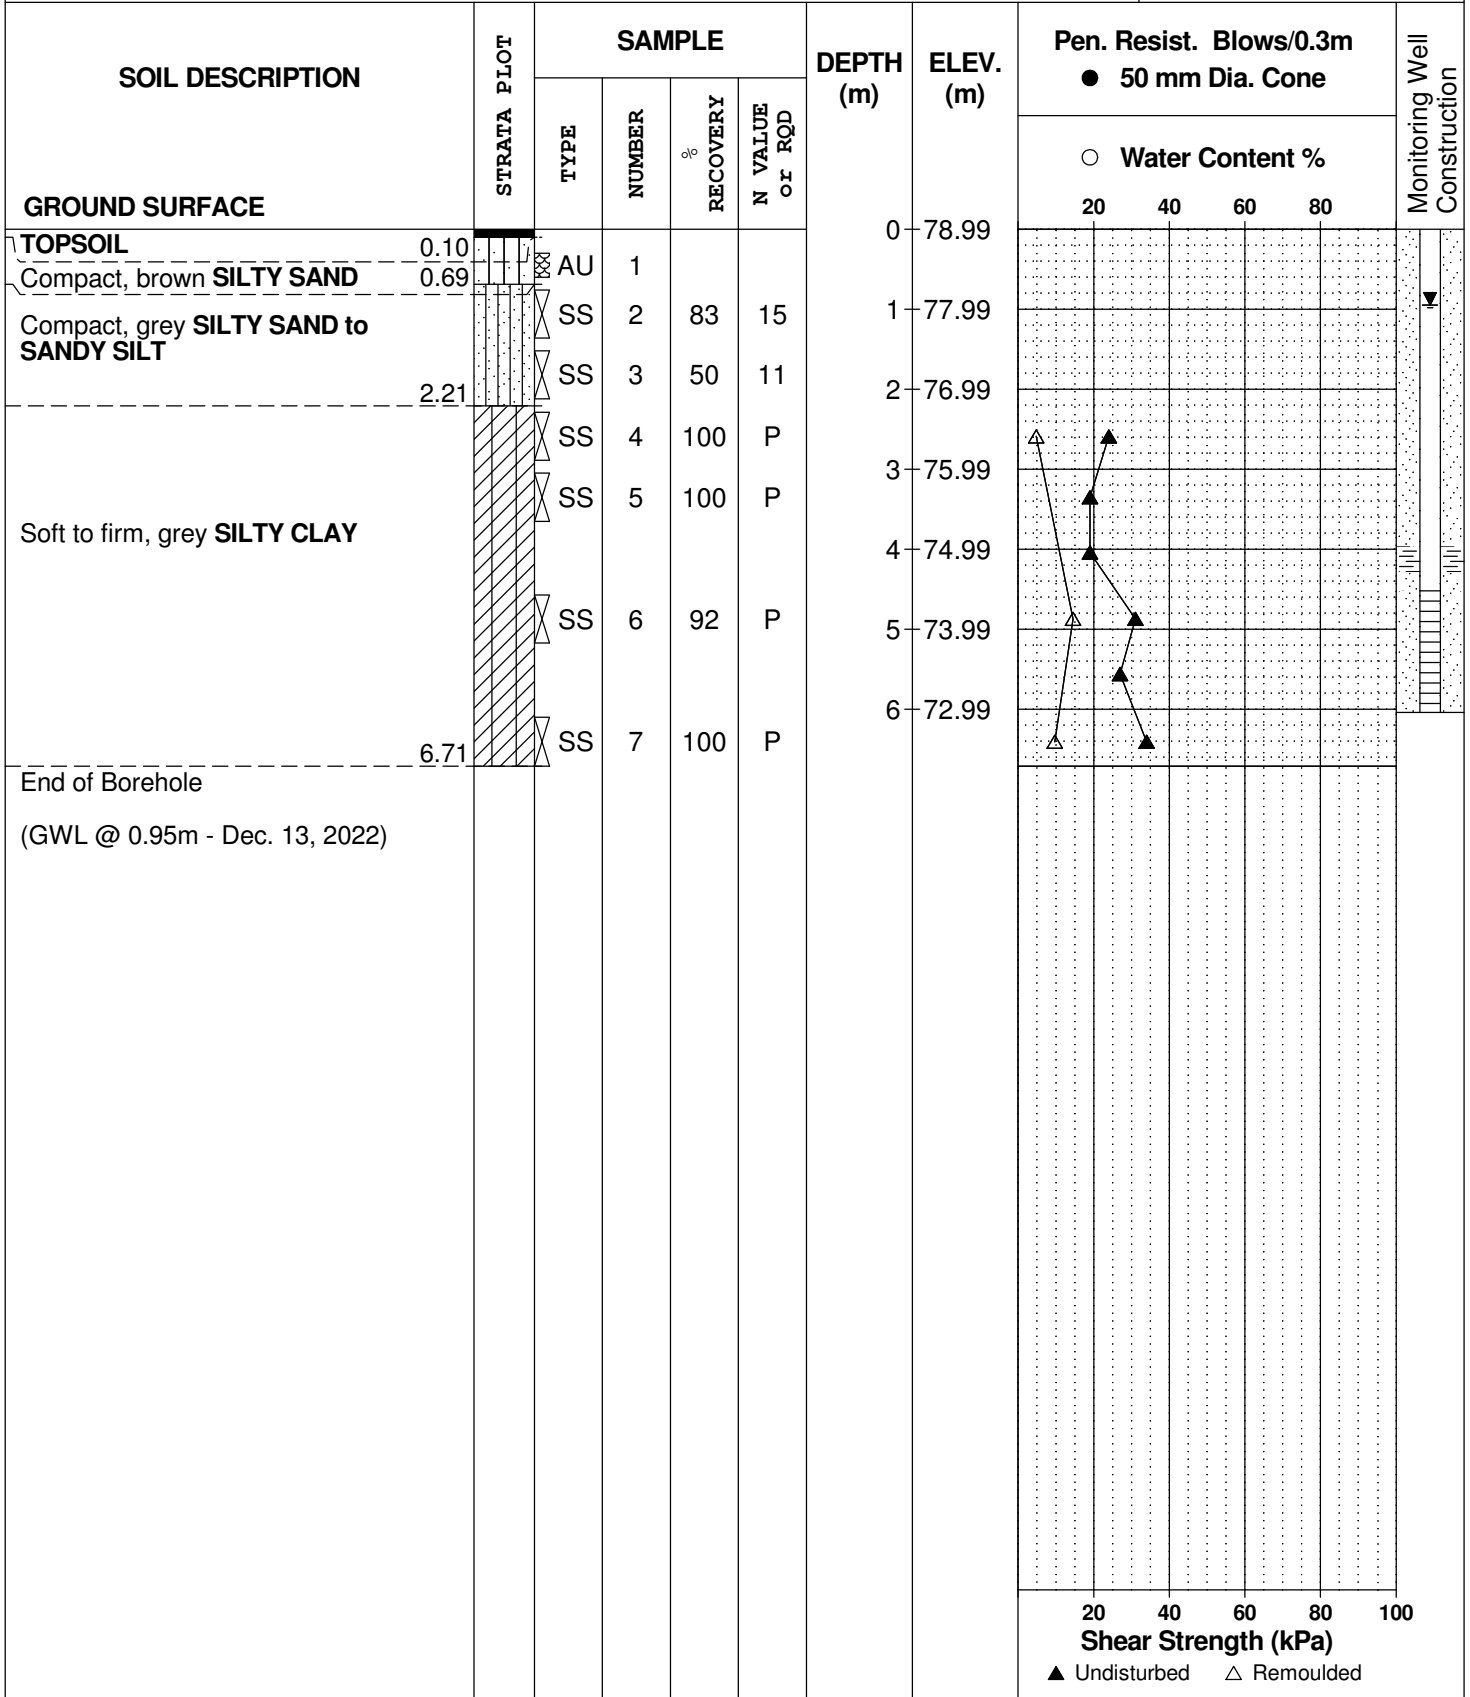 SOIL DESCRIPTION
GROUND SURFACE
STRATA PLOT
SAMPLE
TYPE
NUMBER
%
RECOVERY
N VALUE
or RQD
DEPTH
(m)
ELEV.
(m)
Pen. Resist. Blows/0.3m
● 50 mm Dia. Cone
○ Water Content %
20 40 60 80
Monitoring Well
Construction
0 78.99
TOPSOIL 0.10
AU 1
Compact, brown SILTY SAND 0.69
SS 2 83 15
1 77.99
Compact, grey SILTY SAND to
SANDY SILT
SS 3 50 11
2 76.99
2.21
SS 4 100 P
3 75.99
SS 5 100 P
Soft to firm, grey SILTY CLAY
4 74.99
SS 6 92 P
5 73.99
6 72.99
SS 7 100 P
6.71
End of Borehole
(GWL @ 0.95m - Dec. 13, 2022)
20 40 60 80 100
Shear Strength (kPa)
▲ Undisturbed △ Remoulded